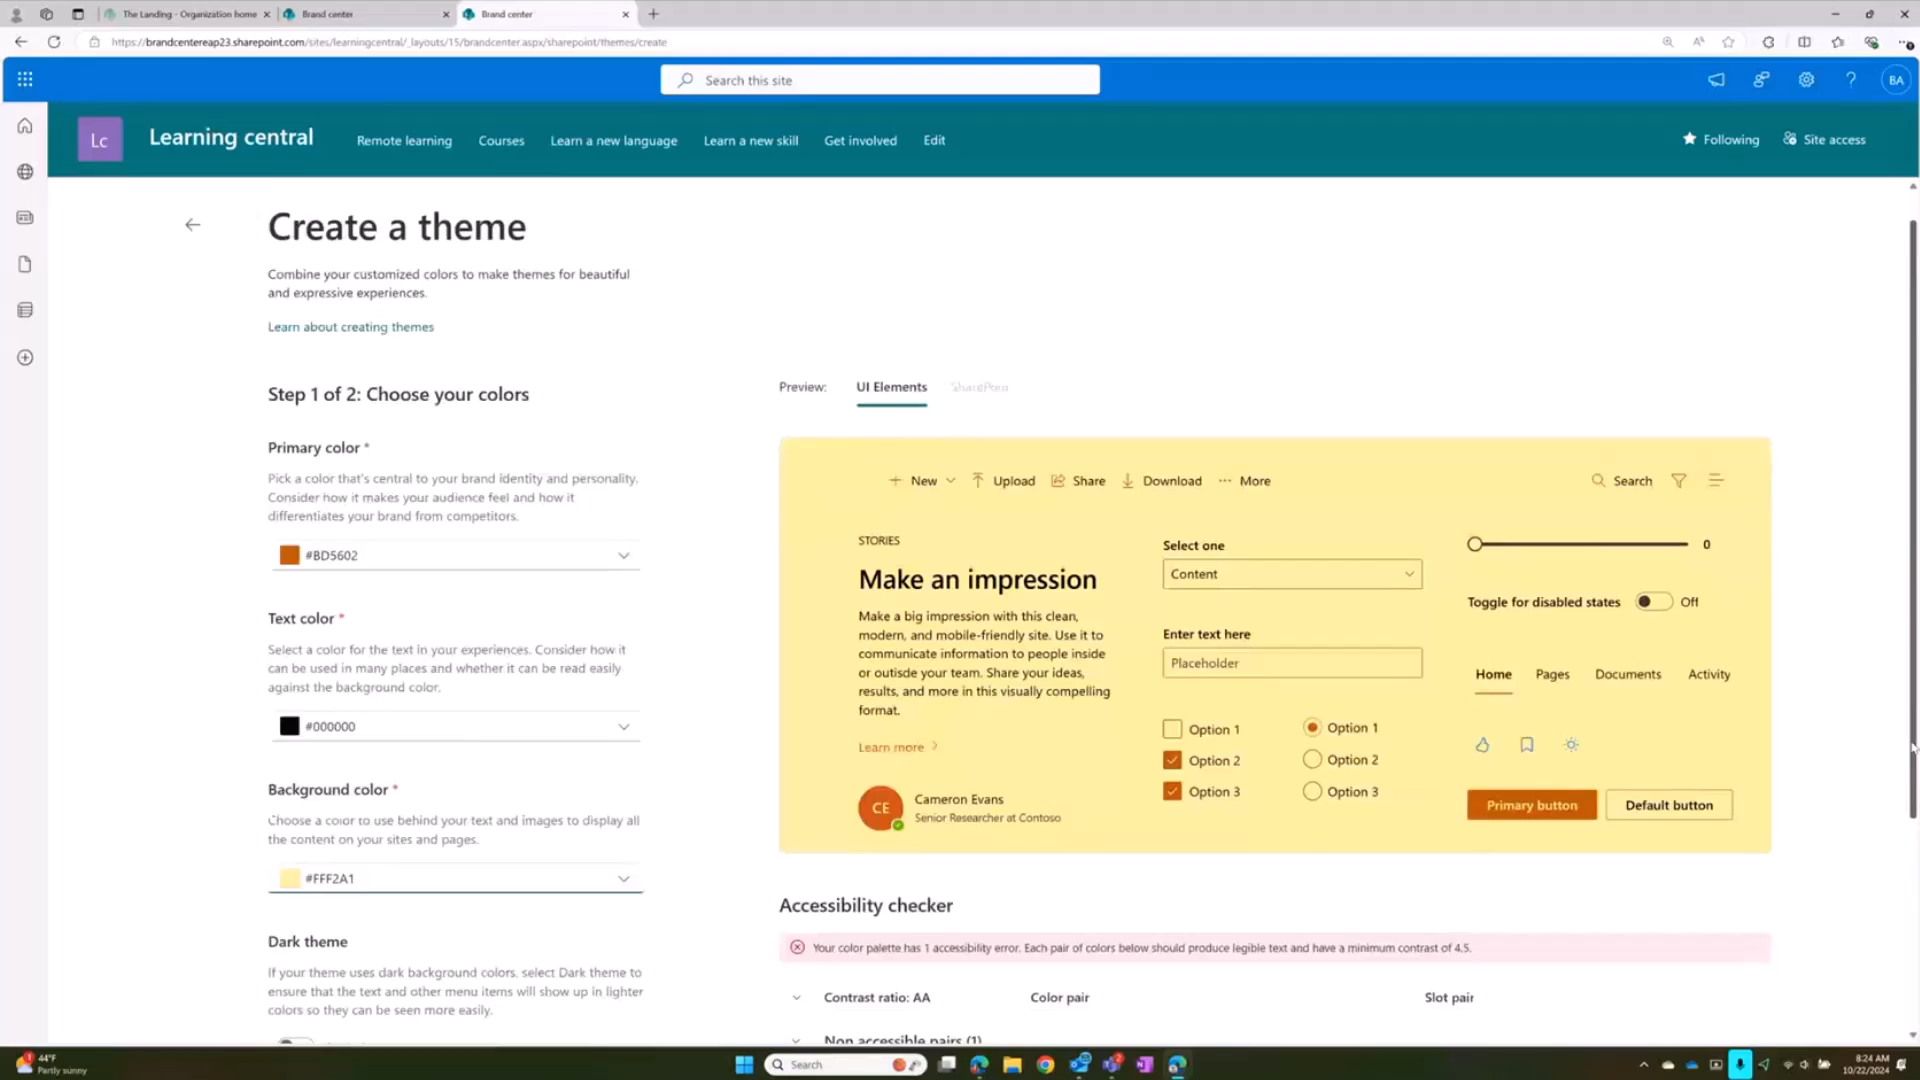 The Landing - Organization home
Brand center
Brand center
https://brandcentereap23.sharepoint.com/sites/learningcentral/_layouts/15/brandcenter.aspx/sharepoint/themes/create
Search this site
BA
Lc
Learning central
Remote learning
Courses
Learn a new language
Learn a new skill
Get involved
Edit
Following
Site access
Create a theme
Combine your customized colors to make themes for beautiful
and expressive experiences.
Learn about creating themes
Step 1 of 2: Choose your colors
Primary color *
Pick a color that's central to your brand identity and personality.
Consider how it makes your audience feel and how it
differentiates your brand from competitors.
#BD5602
Text color *
Select a color for the text in your experiences. Consider how it
can be used in many places and whether it can be read easily
against the background color.
#000000
Background color *
Choose a color to use behind your text and images to display all
the content on your sites and pages.
#FFF2A1
Dark theme
If your theme uses dark background colors, select Dark theme to
ensure that the text and other menu items will show up in lighter
colors so they can be seen more easily.
Preview:
UI Elements
SharePoin
New
Upload
Share
Download
More
Search
STORIES
Make an impression
Make a big impression with this clean,
modern, and mobile-friendly site. Use it to
communicate information to people inside
or outisde your team. Share your ideas,
results, and more in this visually compelling
format.
Learn more
CE
Cameron Evans
Senior Researcher at Contoso
Select one
Content
Enter text here
Placeholder
Option 1
Option 2
Option 3
Option 1
Option 2
Option 3
0
Toggle for disabled states
Off
Home
Pages
Documents
Activity
Primary button
Default button
Accessibility checker
Your color palette has 1 accessibility error. Each pair of colors below should produce legible text and have a minimum contrast of 4.5.
Contrast ratio: AA
Color pair
Slot pair
Non accessible pairs (1)
44°F
Partly sunny
Search
8:24 AM
10/22/2024